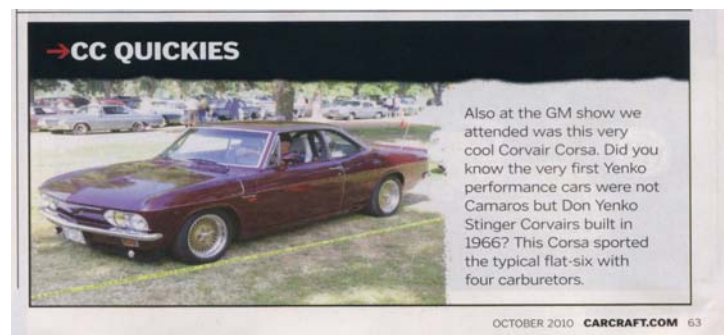 →CC QUICKIES
Also at the GM show we
attended was this very
cool Corvair Corsa. Did you
know the very first Yenko
performance cars were not
Camaros but Don Yenko
Stinger Corvairs built in
1966? This Corsa sported
the typical flat-six with
four carburetors.
OCTOBER 2010 CARCRAFT.COM 63